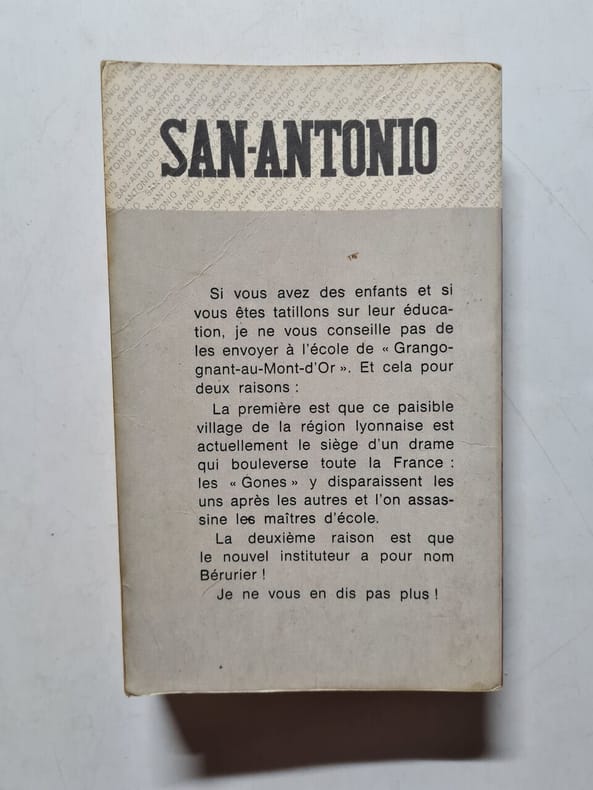 SAN-ANTONIO
Si vous avez des enfants et si
vous êtes tatillons sur leur éduca-
tion, je ne vous conseille pas de
les envoyer à l'école de « Grango-
gnant-au-Mont-d'Or ». Et cela pour
deux raisons :
La première est que ce paisible
village de la région lyonnaise est
actuellement le siège d'un drame
qui bouleverse toute la France :
les « Gones » y disparaissent les
uns après les autres et l'on assas-
sine les maîtres d'école.
La deuxième raison est que
le nouvel instituteur a pour nom
Bérurier !
Je ne vous en dis pas plus !